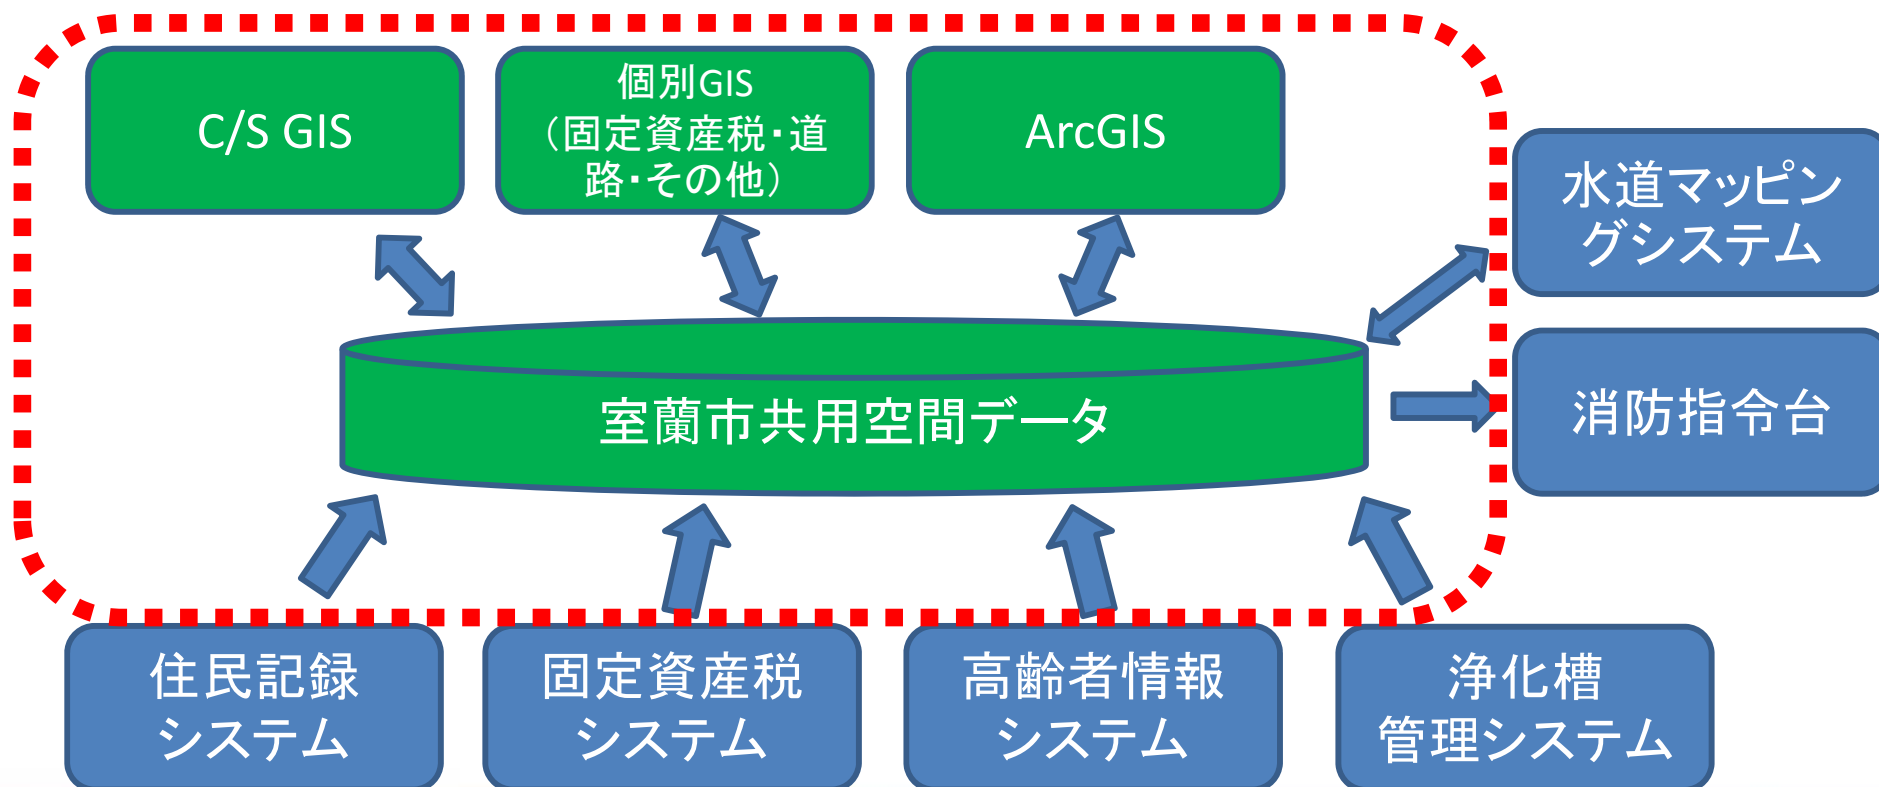 C/S GIS
個別GIS
（固定資産税・道
路・その他）
ArcGIS
水道マッピン
グシステム
室蘭市共用空間データ
消防指令台
住民記録
システム
固定資産税
システム
高齢者情報
システム
浄化槽
管理システム